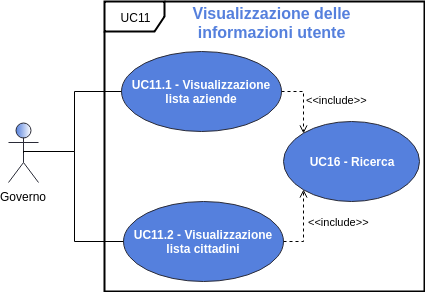 UC11
Visualizzazione delle
informazioni utente
UC11.1 - Visualizzazione
lista aziende
<<include>>
UC16 - Ricerca
Governo
<<include>>
UC11.2 - Visualizzazione
lista cittadini